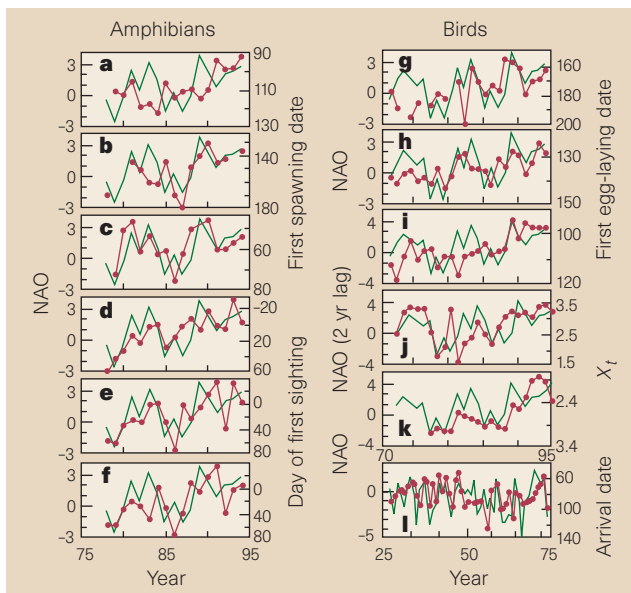 Amphibians
NAO
a
3
0
−3
90
110
130
b
3
0
−3
140
180
First spawning date
c
3
0
−3
60
80
d
3
0
−3
−20
20
60
e
3
0
−3
0
40
80
Day of first sighting
f
3
0
−3
0
40
80
75 85 95
Year
Birds
NAO
g
3
0
−3
160
180
200
h
3
0
−3
130
150
First egg-laying date
i
4
0
−4
100
120
NAO (2 yr lag)
j
4
0
−4
3.5
2.5
1.5
Xt
k
4
0
−4
2.4
3.4
70 95
NAO
l
0
−5
60
100
140
Arrival date
25 50 75
Year